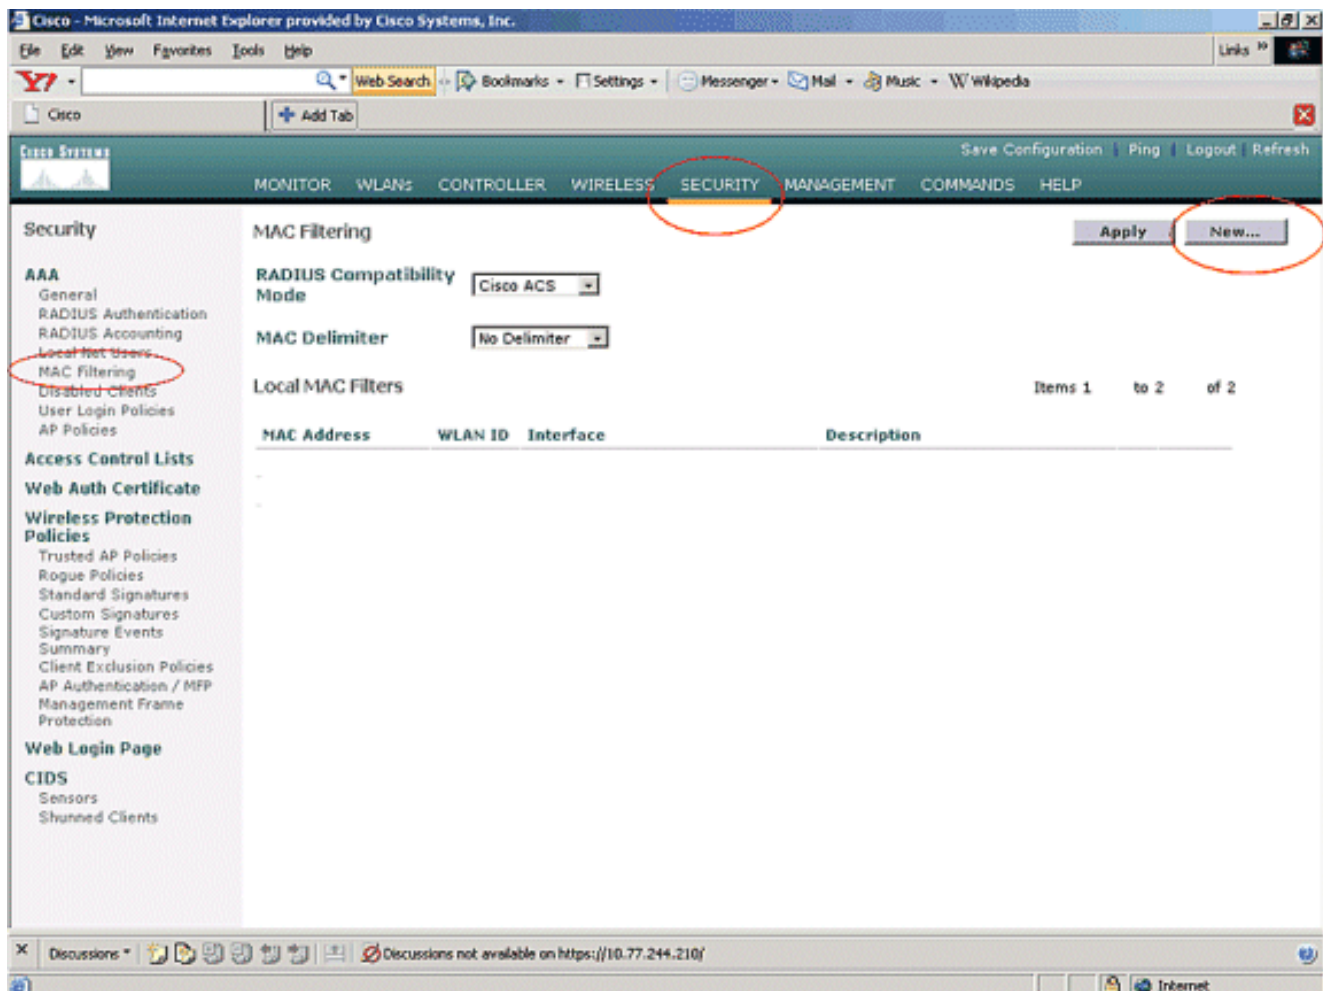 Cisco - Microsoft Internet Explorer provided by Cisco Systems, Inc.
File Edit View Favorites Tools Help
Links »
Y! Web Search Bookmarks Settings Messenger Mail Music W Wikipedia
Cisco Add Tab
CISCO SYSTEMS
Save Configuration | Ping | Logout | Refresh
MONITOR WLANs CONTROLLER WIRELESS SECURITY MANAGEMENT COMMANDS HELP
Security
AAA
General
RADIUS Authentication
RADIUS Accounting
Local Net Users
MAC Filtering
Disabled Clients
User Login Policies
AP Policies
Access Control Lists
Web Auth Certificate
Wireless Protection
Policies
Trusted AP Policies
Rogue Policies
Standard Signatures
Custom Signatures
Signature Events
Summary
Client Exclusion Policies
AP Authentication / MFP
Management Frame
Protection
Web Login Page
CIDS
Sensors
Shunned Clients
MAC Filtering
Apply
New...
RADIUS Compatibility
Mode
Cisco ACS
MAC Delimiter
No Delimiter
Local MAC Filters
Items 1 to 2 of 2
MAC Address WLAN ID Interface Description
Discussions Discussions not available on https://10.77.244.210/
Internet